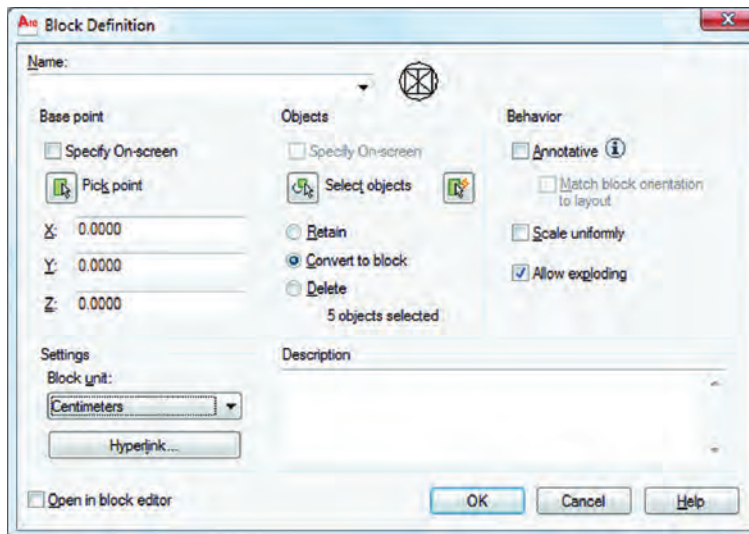 A10 Block Definition
Name:
Base point
Specify On-screen
Pick point
X: 0.0000
Y: 0.0000
Z: 0.0000
Objects
Specify On-screen
Select objects
Retain
Convert to block
Delete
5 objects selected
Behavior
Annotative i
Match block orientation
to layout
Scale uniformly
Allow exploding
Settings
Block unit:
Centimeters
Hyperlink...
Description
Open in block editor
OK Cancel Help